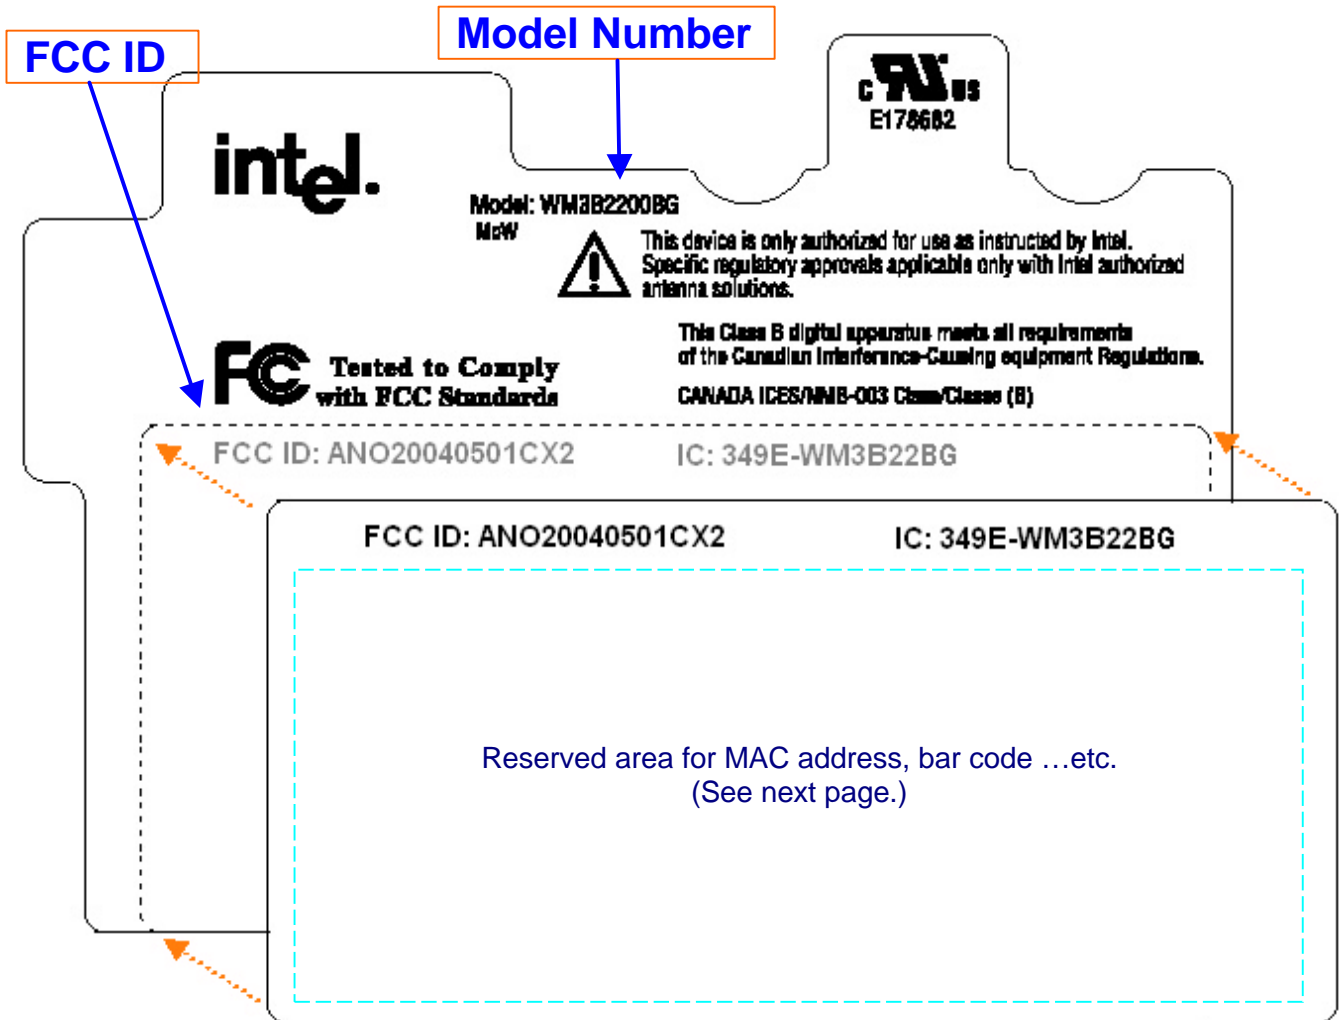 FCC ID
Model Number
C RU US
E178682
intel.
Model: WM3B2200BG
MoW
This device is only authorized for use as instructed by Intel.
Specific regulatory approvals applicable only with Intel authorized
antenna solutions.
This Class B digital apparatus meets all requirements
of the Canadian Interference-Causing equipment Regulations.
CANADA ICES/NMB-003 Class/Classe (B)
FC Tested to Comply
with FCC Standards
FCC ID: ANO20040501CX2 IC: 349E-WM3B22BG
FCC ID: ANO20040501CX2 IC: 349E-WM3B22BG
Reserved area for MAC address, bar code …etc.
(See next page.)